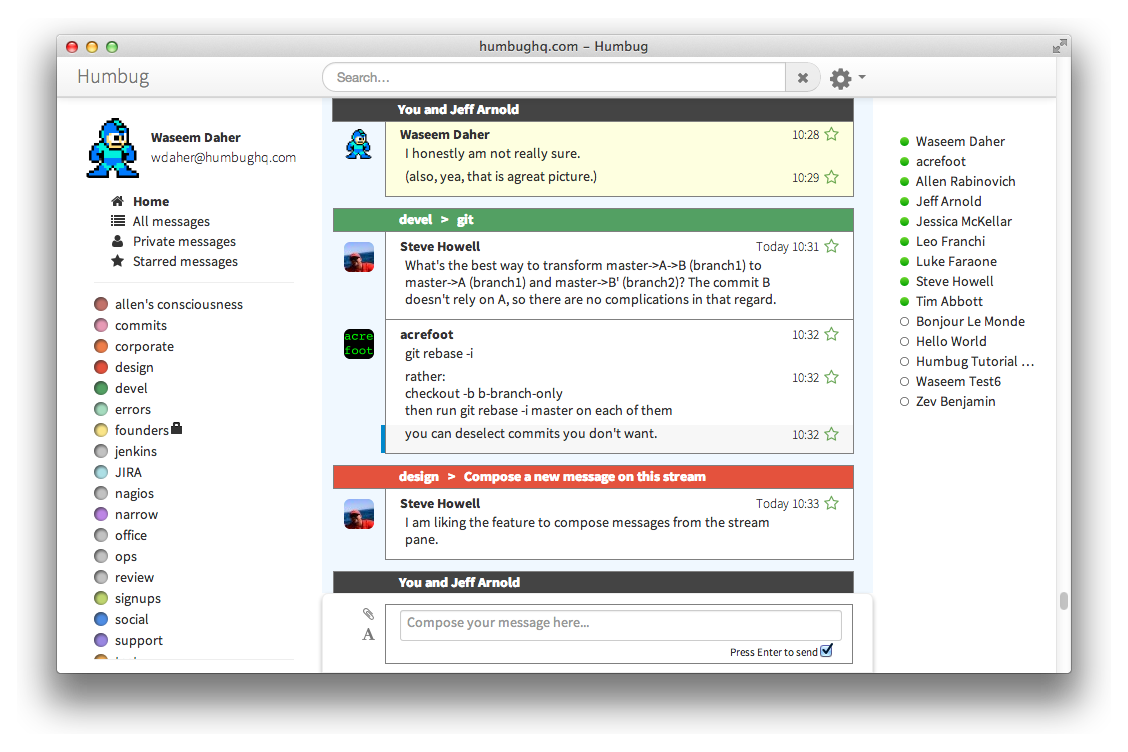 humbughq.com – Humbug
Humbug
Search...
Waseem Daher
wdaher@humbughq.com
Home
All messages
Private messages
Starred messages
allen's consciousness
commits
corporate
design
devel
errors
founders
jenkins
JIRA
nagios
narrow
office
ops
review
signups
social
support
You and Jeff Arnold
Waseem Daher 10:28
I honestly am not really sure.
(also, yea, that is agreat picture.) 10:29
devel > git
Steve Howell Today 10:31
What's the best way to transform master->A->B (branch1) to
master->A (branch1) and master->B' (branch2)? The commit B
doesn't rely on A, so there are no complications in that regard.
acre
foot
acrefoot 10:32
git rebase -i
rather: 10:32
checkout -b b-branch-only
then run git rebase -i master on each of them
you can deselect commits you don't want. 10:32
design > Compose a new message on this stream
Steve Howell Today 10:33
I am liking the feature to compose messages from the stream
pane.
You and Jeff Arnold
A
Compose your message here...
Press Enter to send
Waseem Daher
acrefoot
Allen Rabinovich
Jeff Arnold
Jessica McKellar
Leo Franchi
Luke Faraone
Steve Howell
Tim Abbott
Bonjour Le Monde
Hello World
Humbug Tutorial ...
Waseem Test6
Zev Benjamin